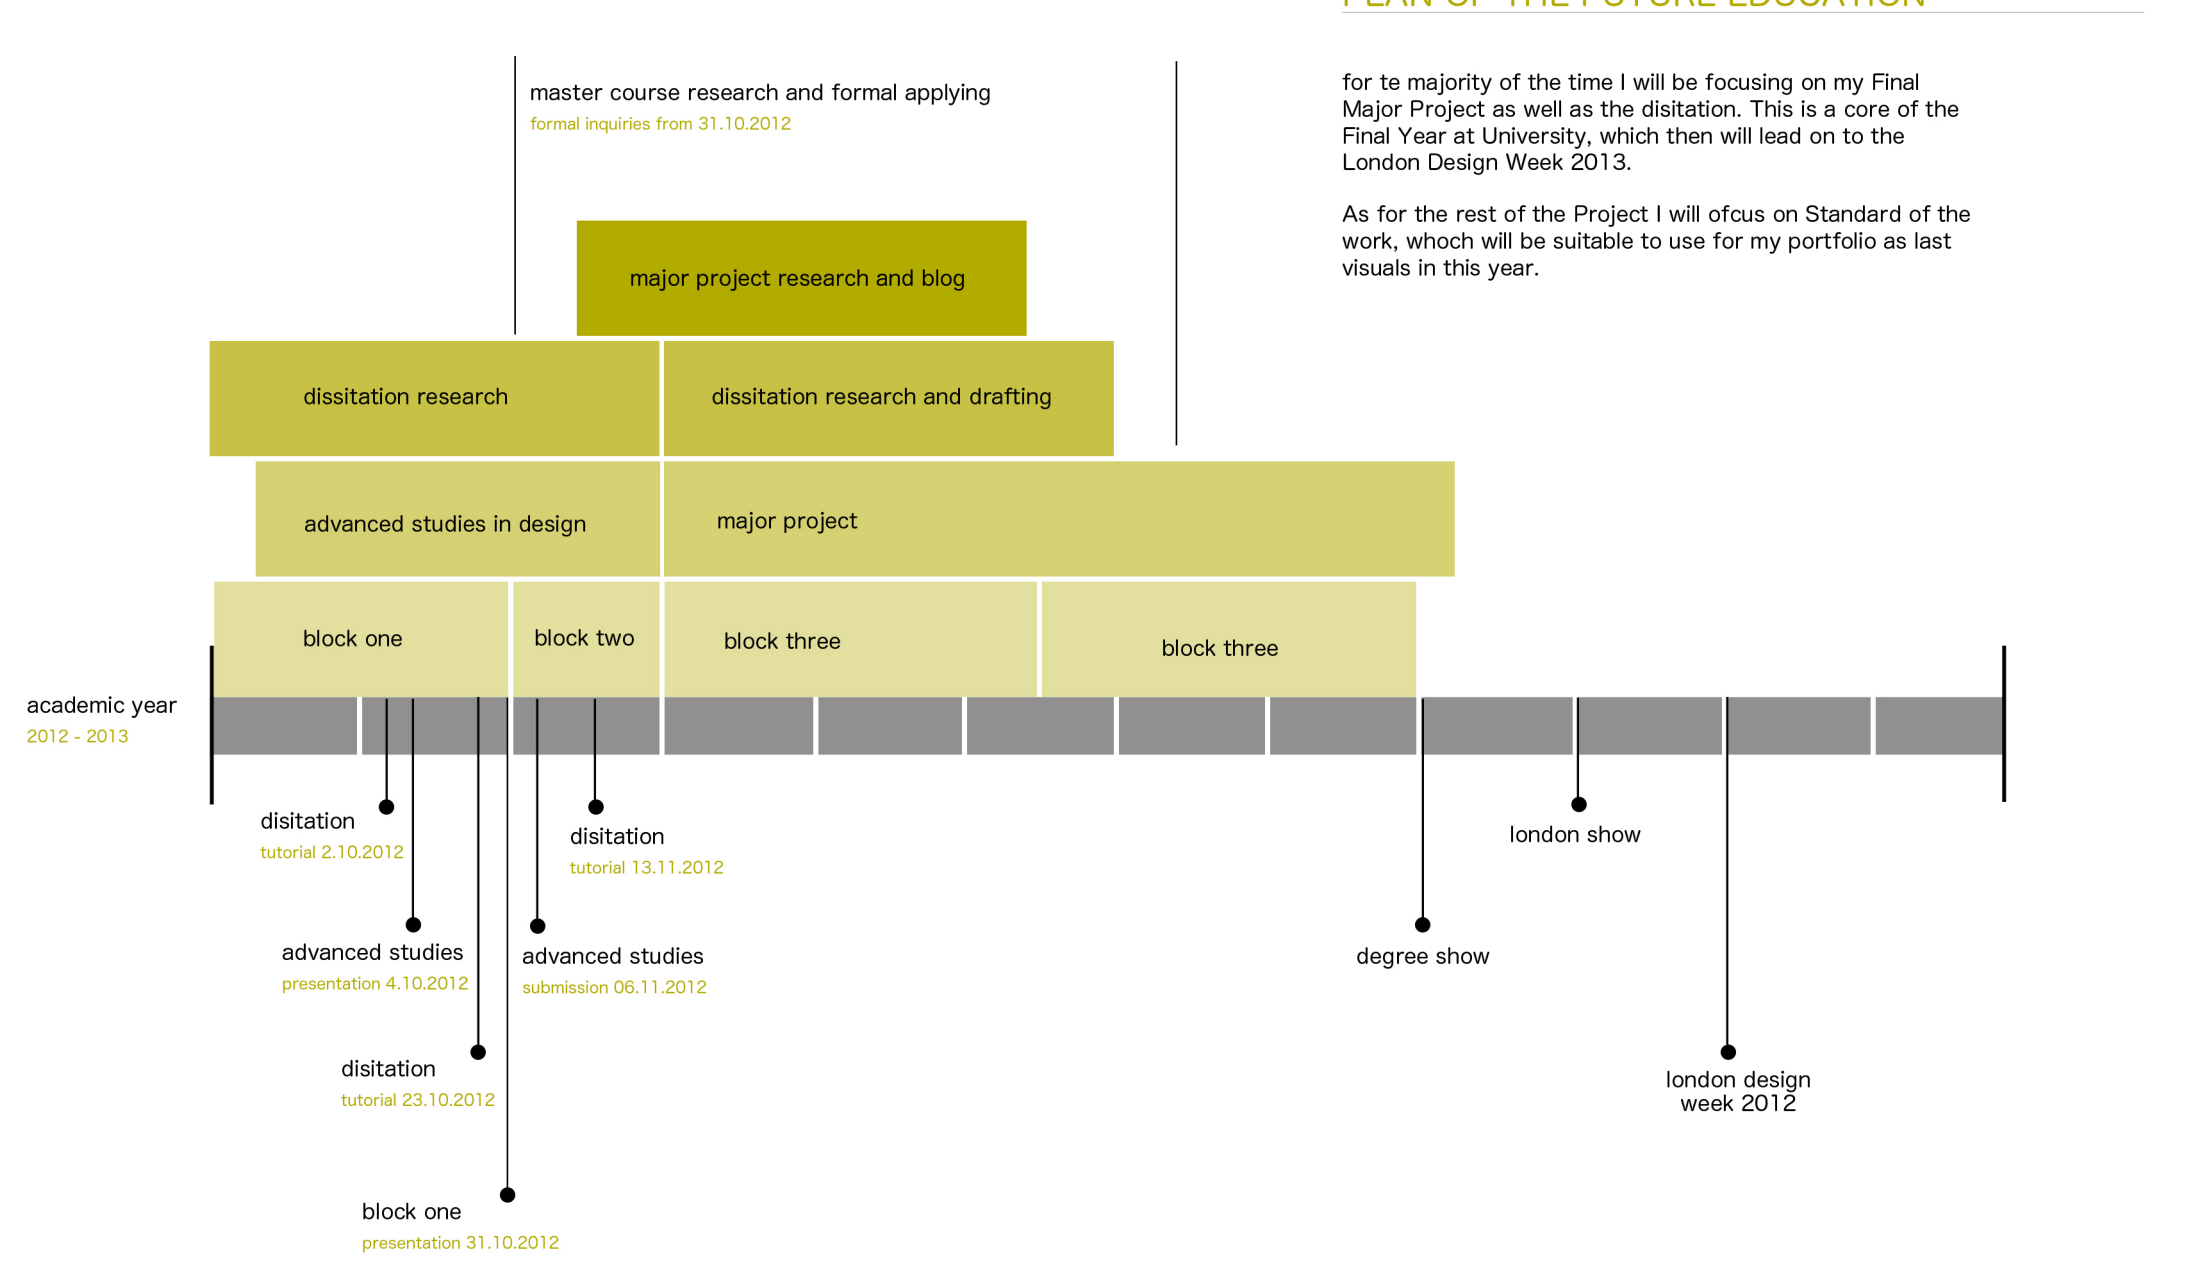 PLAN OF THE FUTURE EDUCATION
for te majority of the time I will be focusing on my Final
Major Project as well as the disitation. This is a core of the
Final Year at University, which then will lead on to the
London Design Week 2013.
As for the rest of the Project I will ofcus on Standard of the
work, whoch will be suitable to use for my portfolio as last
visuals in this year.
master course research and formal applying
formal inquiries from 31.10.2012
major project research and blog
dissitation research
dissitation research and drafting
advanced studies in design
major project
block one
block two
block three
block three
academic year
2012 - 2013
disitation
tutorial 2.10.2012
disitation
tutorial 13.11.2012
london show
advanced studies
presentation 4.10.2012
advanced studies
submission 06.11.2012
degree show
disitation
tutorial 23.10.2012
london design
week 2012
block one
presentation 31.10.2012